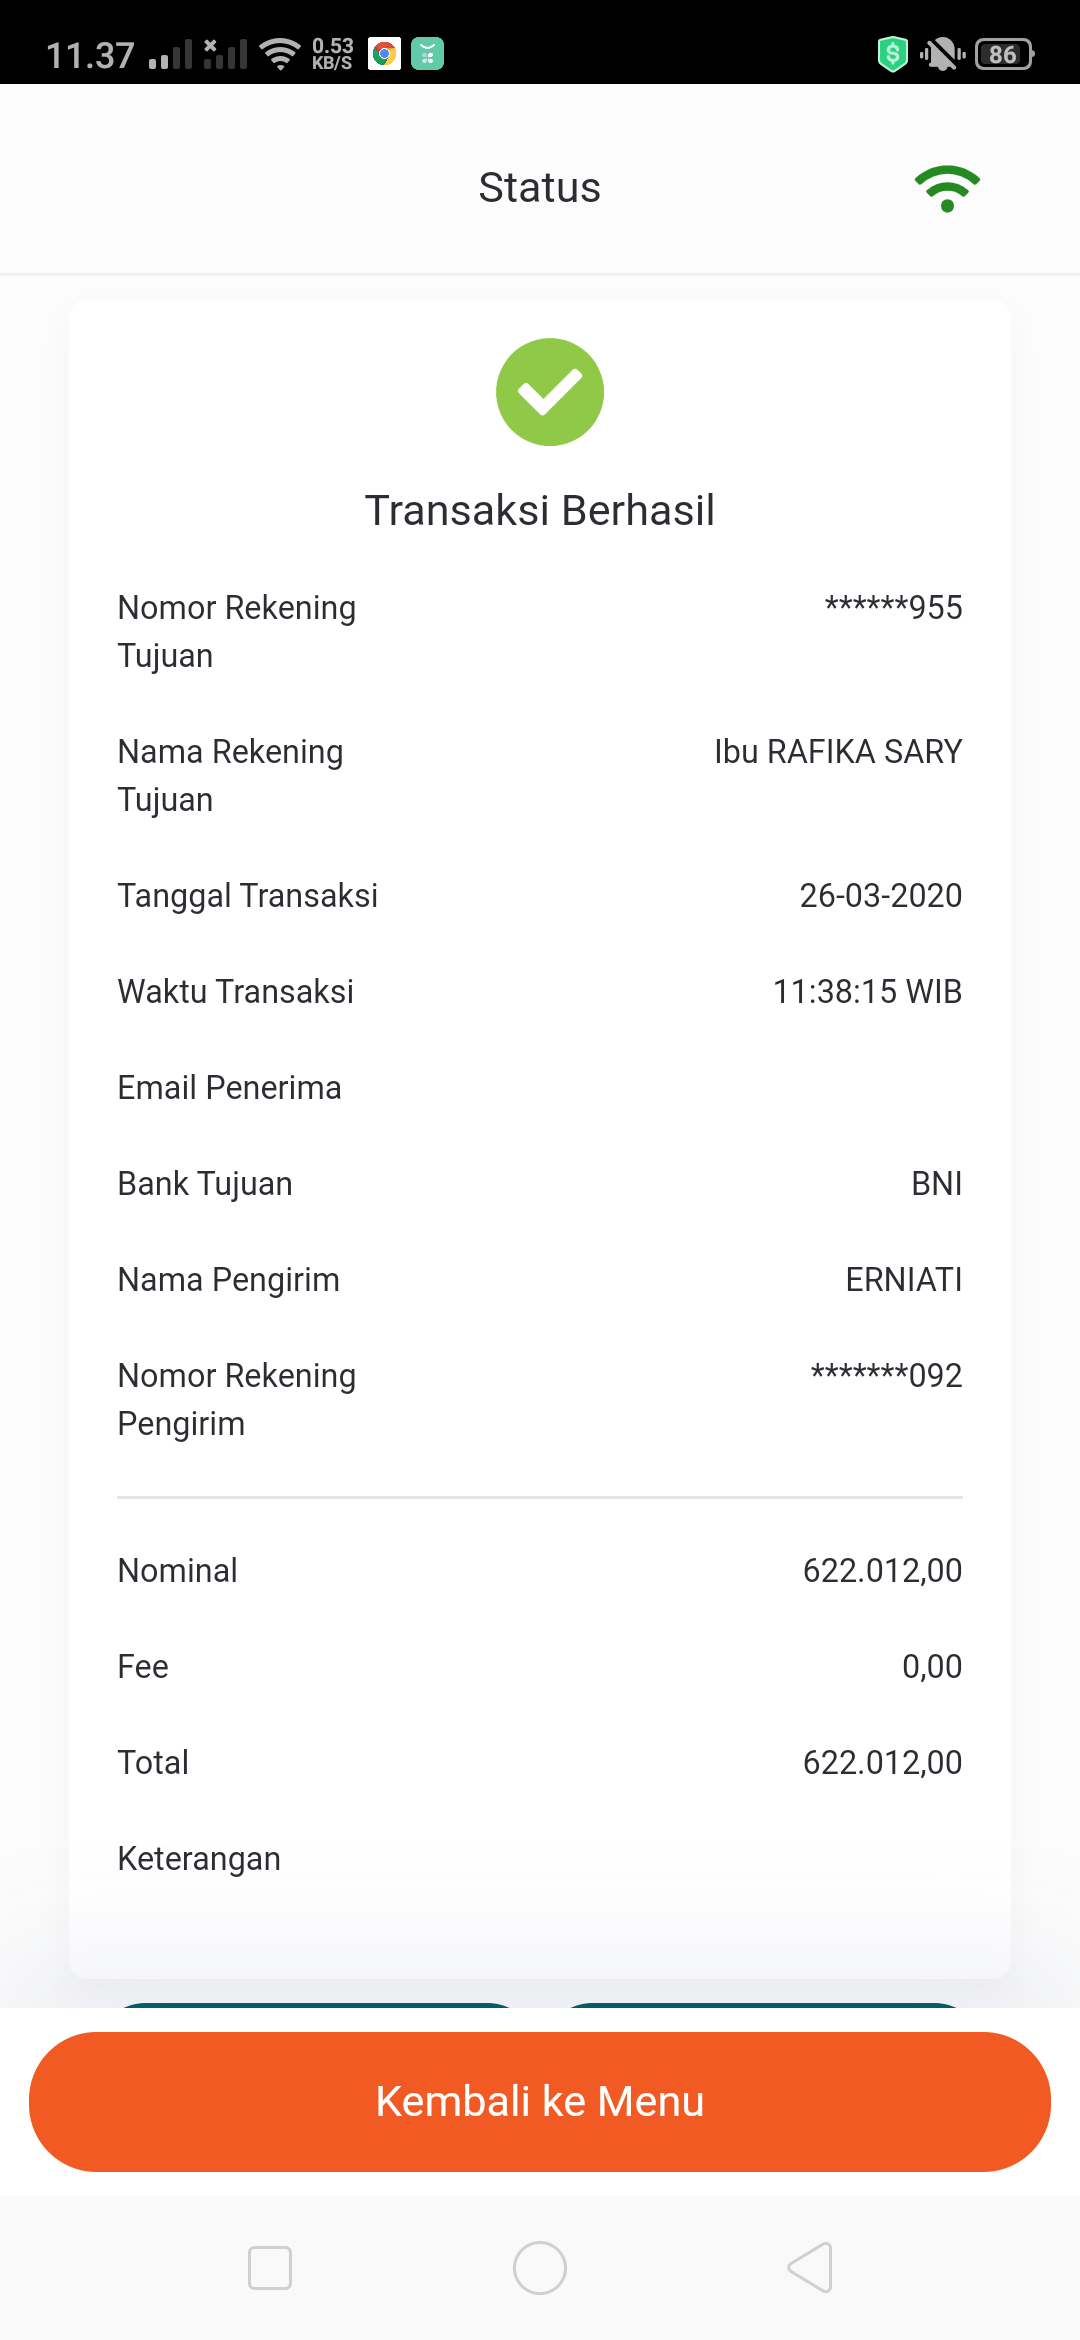 11.37 0.53 KB/S 86
Status
Transaksi Berhasil
Nomor Rekening Tujuan ******955
Nama Rekening Tujuan Ibu RAFIKA SARY
Tanggal Transaksi 26-03-2020
Waktu Transaksi 11:38:15 WIB
Email Penerima
Bank Tujuan BNI
Nama Pengirim ERNIATI
Nomor Rekening Pengirim *******092
Nominal 622.012,00
Fee 0,00
Total 622.012,00
Keterangan
Kembali ke Menu